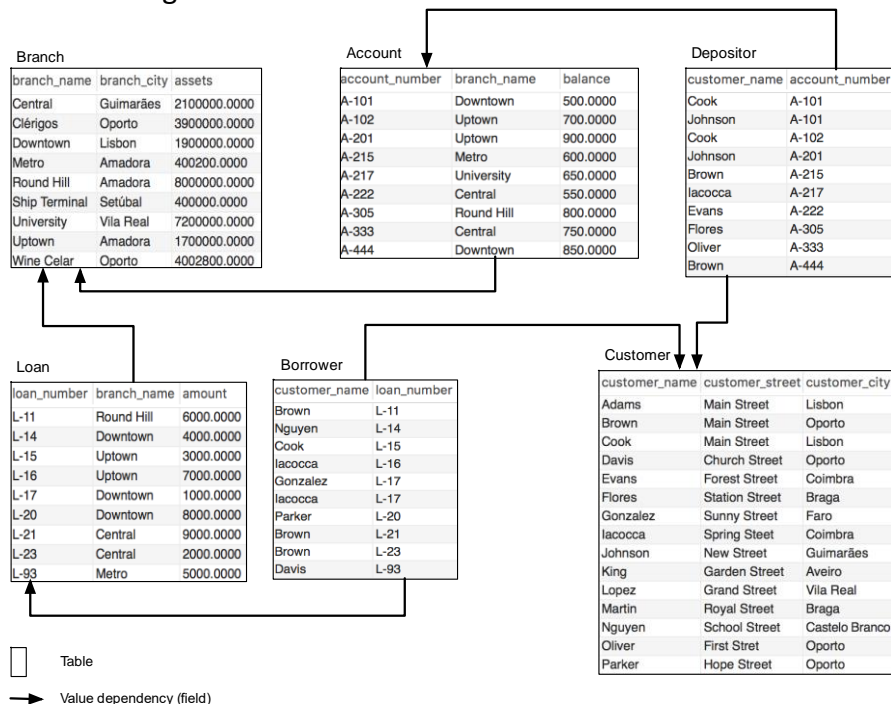 Branch
branch_name branch_city assets
Central Guimarães 2100000.0000
Clérigos Oporto 3900000.0000
Downtown Lisbon 1900000.0000
Metro Amadora 400200.0000
Round Hill Amadora 8000000.0000
Ship Terminal Setúbal 400000.0000
University Vila Real 7200000.0000
Uptown Amadora 1700000.0000
Wine Celar Oporto 4002800.0000
Account
account_number branch_name balance
A-101 Downtown 500.0000
A-102 Uptown 700.0000
A-201 Uptown 900.0000
A-215 Metro 600.0000
A-217 University 650.0000
A-222 Central 550.0000
A-305 Round Hill 800.0000
A-333 Central 750.0000
A-444 Downtown 850.0000
Depositor
customer_name account_number
Cook A-101
Johnson A-101
Cook A-102
Johnson A-201
Brown A-215
Iacocca A-217
Evans A-222
Flores A-305
Oliver A-333
Brown A-444
Loan
loan_number branch_name amount
L-11 Round Hill 6000.0000
L-14 Downtown 4000.0000
L-15 Uptown 3000.0000
L-16 Uptown 7000.0000
L-17 Downtown 1000.0000
L-20 Downtown 8000.0000
L-21 Central 9000.0000
L-23 Central 2000.0000
L-93 Metro 5000.0000
Borrower
customer_name loan_number
Brown L-11
Nguyen L-14
Cook L-15
Iacocca L-16
Gonzalez L-17
Iacocca L-17
Parker L-20
Brown L-21
Brown L-23
Davis L-93
Customer
customer_name customer_street customer_city
Adams Main Street Lisbon
Brown Main Street Oporto
Cook Main Street Lisbon
Davis Church Street Oporto
Evans Forest Street Coimbra
Flores Station Street Braga
Gonzalez Sunny Street Faro
Iacocca Spring Steet Coimbra
Johnson New Street Guimarães
King Garden Street Aveiro
Lopez Grand Street Vila Real
Martin Royal Street Braga
Nguyen School Street Castelo Branco
Oliver First Stret Oporto
Parker Hope Street Oporto
Table
Value dependency (field)